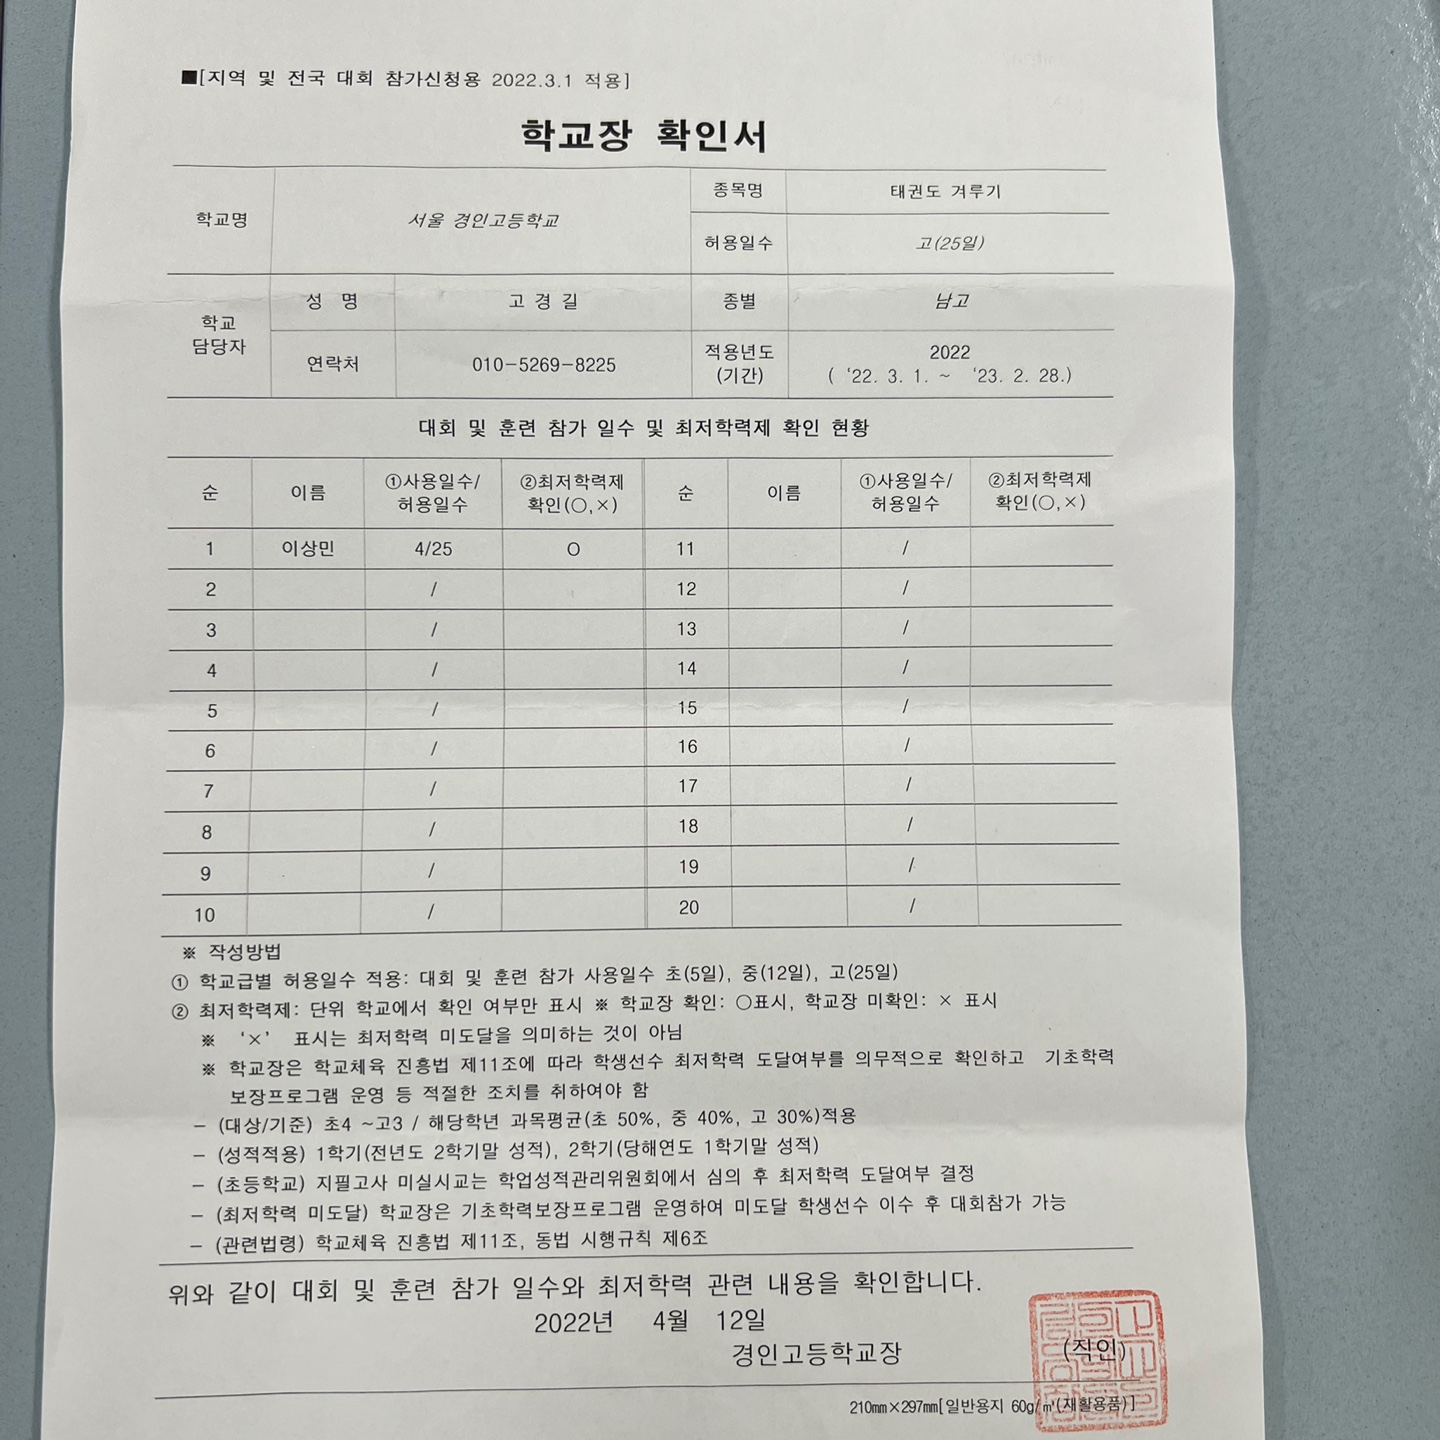 ■[지역 및 전국 대회 참가신청용 2022.3.1 적용]
학교장 확인서
학교명 서울 경인고등학교 종목명 태권도 겨루기
허용일수 고(25일)
학교 담당자 성 명 고 경 길 종별 남고
연락처 010-5269-8225 적용년도 (기간) 2022
( ‘22. 3. 1. ~ ‘23. 2. 28.)
대회 및 훈련 참가 일수 및 최저학력제 확인 현황
순 이름 ①사용일수/ 허용일수 ②최저학력제 확인(○,×) 순 이름 ①사용일수/ 허용일수 ②최저학력제 확인(○,×)
1 이상민 4/25 O 11 /
2 / 12 /
3 / 13 /
4 / 14 /
5 / 15 /
6 / 16 /
7 / 17 /
8 / 18 /
9 / 19 /
10 / 20 /
※ 작성방법
① 학교급별 허용일수 적용: 대회 및 훈련 참가 사용일수 초(5일), 중(12일), 고(25일)
② 최저학력제: 단위 학교에서 확인 여부만 표시 ※ 학교장 확인: ○표시, 학교장 미확인: × 표시
※ ‘×’ 표시는 최저학력 미도달을 의미하는 것이 아님
※ 학교장은 학교체육 진흥법 제11조에 따라 학생선수 최저학력 도달여부를 의무적으로 확인하고 기초학력
보장프로그램 운영 등 적절한 조치를 취하여야 함
- (대상/기준) 초4 ~고3 / 해당학년 과목평균(초 50%, 중 40%, 고 30%)적용
- (성적적용) 1학기(전년도 2학기말 성적), 2학기(당해연도 1학기말 성적)
- (초등학교) 지필고사 미실시교는 학업성적관리위원회에서 심의 후 최저학력 도달여부 결정
- (최저학력 미도달) 학교장은 기초학력보장프로그램 운영하여 미도달 학생선수 이수 후 대회참가 가능
- (관련법령) 학교체육 진흥법 제11조, 동법 시행규칙 제6조
위와 같이 대회 및 훈련 참가 일수와 최저학력 관련 내용을 확인합니다.
2022년 4월 12일
경인고등학교장 (직인)
210㎜×297㎜[일반용지 60g/㎡(재활용품)]